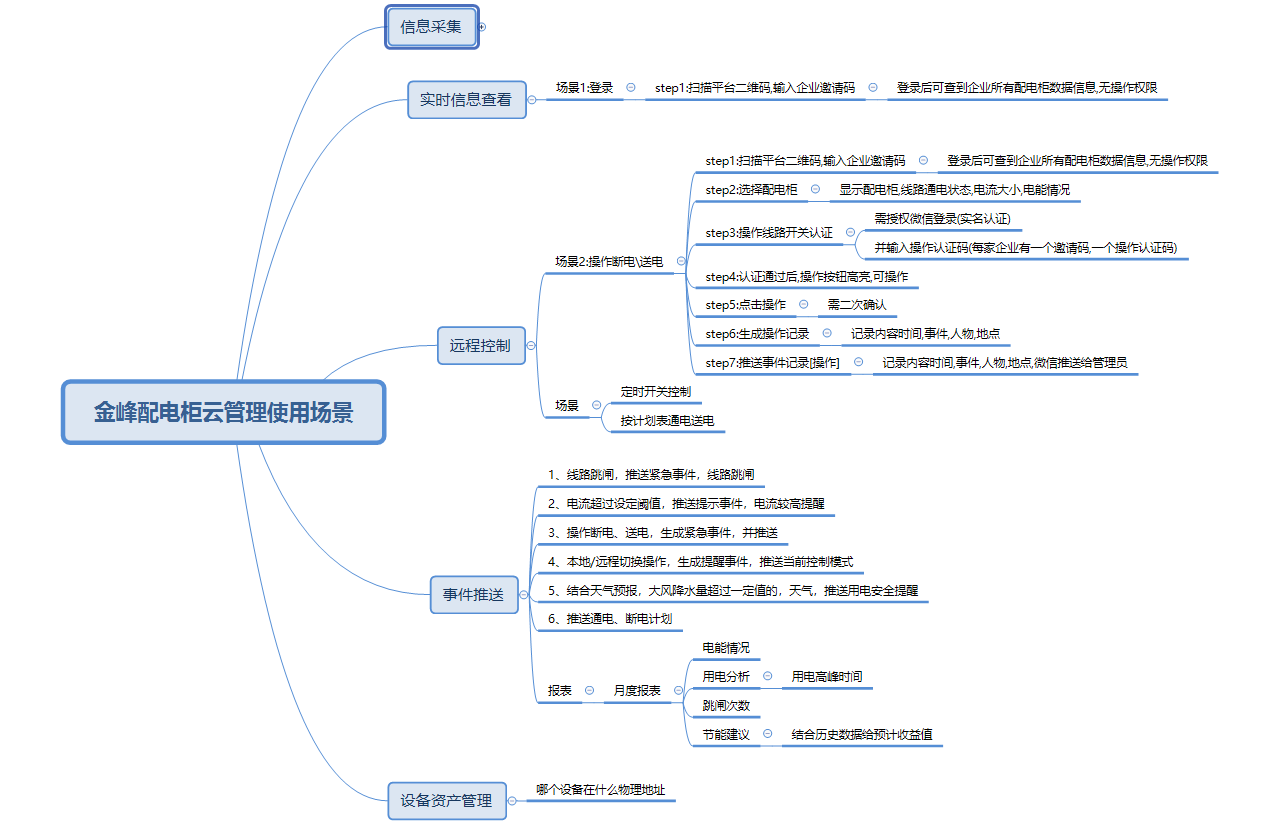 信息采集
实时信息查看
场景1:登录
step1:扫描平台二维码,输入企业邀请码
登录后可查到企业所有配电柜数据信息,无操作权限
金峰配电柜云管理使用场景
远程控制
场景2:操作断电\送电
step1:扫描平台二维码,输入企业邀请码
登录后可查到企业所有配电柜数据信息,无操作权限
step2:选择配电柜
显示配电柜,线路通电状态,电流大小,电能情况
step3:操作线路开关认证
需授权微信登录(实名认证)
并输入操作认证码(每家企业有一个邀请码,一个操作认证码)
step4:认证通过后,操作按钮高亮,可操作
step5:点击操作
需二次确认
step6:生成操作记录
记录内容时间,事件,人物,地点
step7:推送事件记录[操作]
记录内容时间,事件,人物,地点,微信推送给管理员
场景
定时开关控制
按计划表通电送电
事件推送
1、线路跳闸，推送紧急事件，线路跳闸
2、电流超过设定阈值，推送提示事件，电流较高提醒
3、操作断电、送电，生成紧急事件，并推送
4、本地/远程切换操作，生成提醒事件，推送当前控制模式
5、结合天气预报，大风降水量超过一定值的，天气，推送用电安全提醒
6、推送通电、断电计划
报表
月度报表
电能情况
用电分析
用电高峰时间
跳闸次数
节能建议
结合历史数据给预计收益值
设备资产管理
哪个设备在什么物理地址